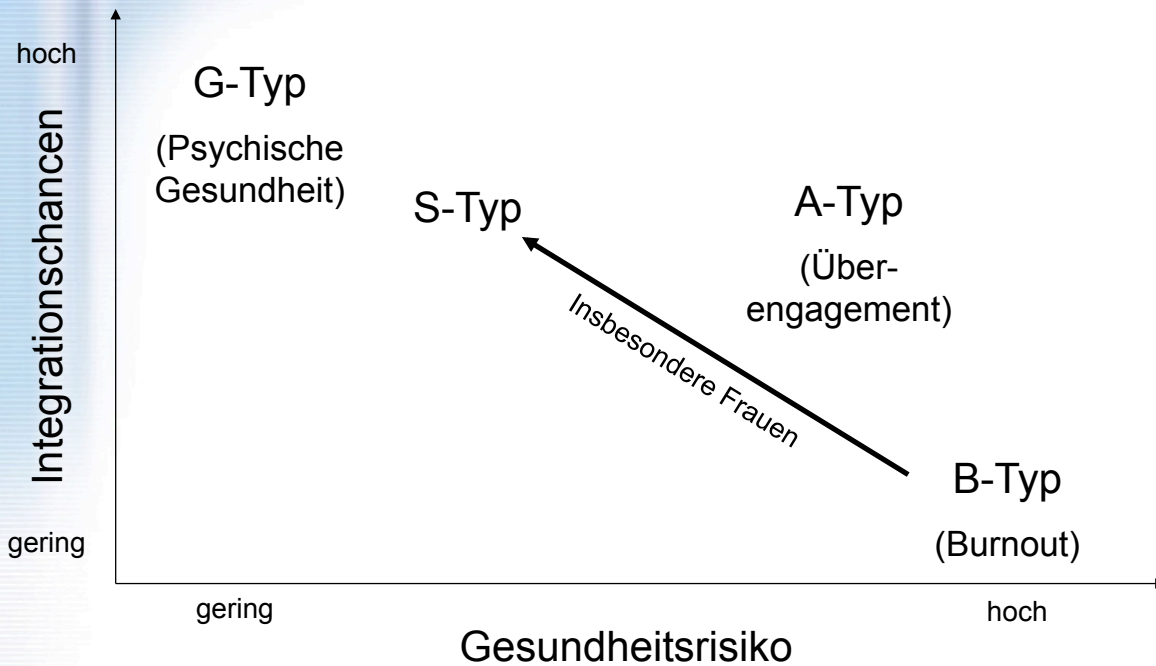 hoch
G-Typ
(Psychische
Gesundheit)
S-Typ
A-Typ
(Über-
engagement)
Insbesondere Frauen
B-Typ
(Burnout)
Integrationschancen
gering
gering
hoch
Gesundheitsrisiko